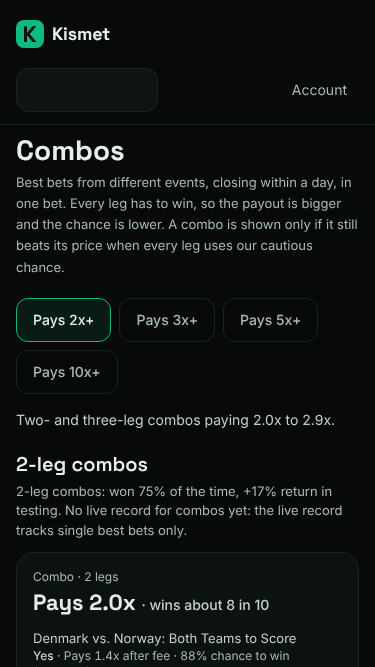 K Kismet
Account
Combos
Best bets from different events, closing within a day, in
one bet. Every leg has to win, so the payout is bigger
and the chance is lower. A combo is shown only if it still
beats its price when every leg uses our cautious
chance.
Pays 2x+ Pays 3x+ Pays 5x+
Pays 10x+
Two- and three-leg combos paying 2.0x to 2.9x.
2-leg combos
2-leg combos: won 75% of the time, +17% return in
testing. No live record for combos yet: the live record
tracks single best bets only.
Combo · 2 legs
Pays 2.0x · wins about 8 in 10
Denmark vs. Norway: Both Teams to Score
Yes · Pays 1.4x after fee · 88% chance to win